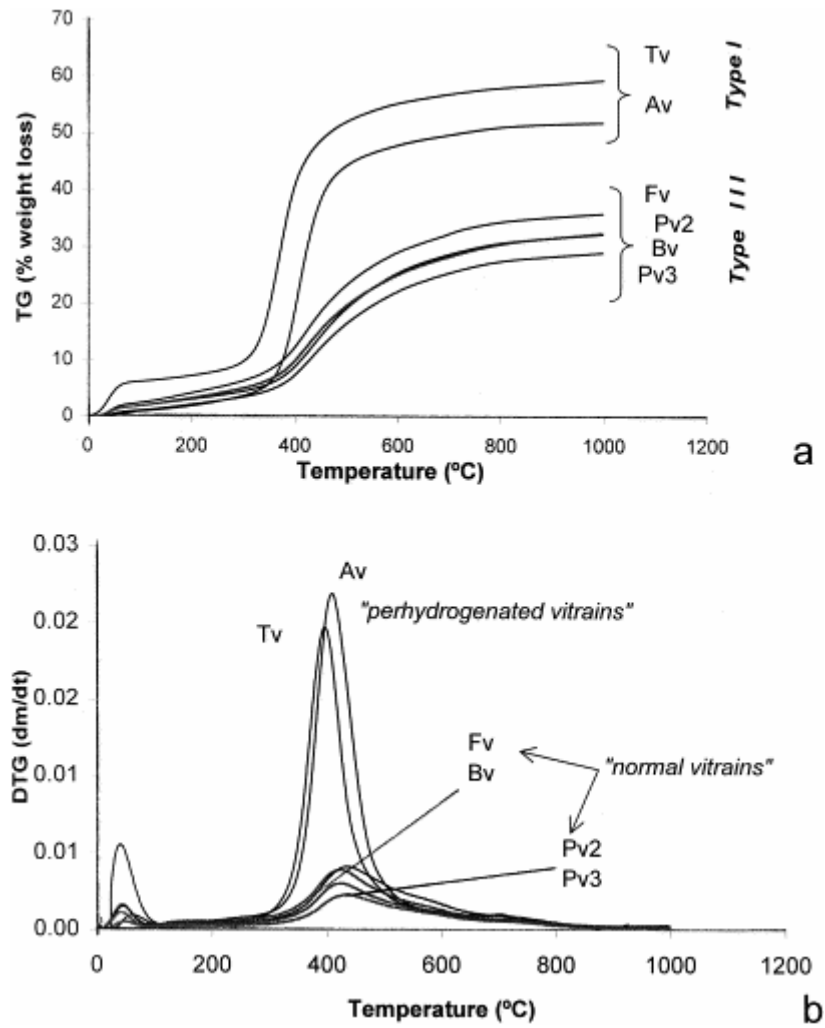 70
60
50
40
30
20
10
0
TG (% weight loss)
0 200 400 600 800 1000 1200
Temperature (ºC)
Tv
Av
Type I
Fv
Pv2
Bv
Pv3
Type III
a
0.03
0.02
0.02
0.01
0.01
0.00
DTG (dm/dt)
Av
"perhydrogenated vitrains"
Tv
Fv
Bv
"normal vitrains"
Pv2
Pv3
0 200 400 600 800 1000 1200
Temperature (ºC)
b